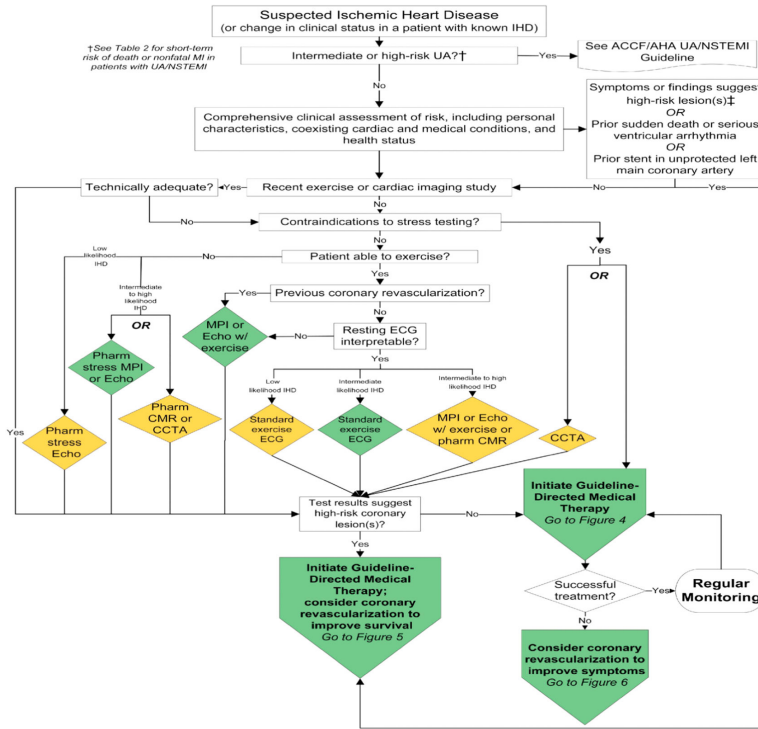 Suspected Ischemic Heart Disease
(or change in clinical status in a patient with known IHD)
†See Table 2 for short-term
risk of death or nonfatal MI in
patients with UA/NSTEMI
Intermediate or high-risk UA?†
Yes
See ACCF/AHA UA/NSTEMI
Guideline
No
Comprehensive clinical assessment of risk, including personal
characteristics, coexisting cardiac and medical conditions, and
health status
Symptoms or findings suggest
high-risk lesion(s)‡
OR
Prior sudden death or serious
ventricular arrhythmia
OR
Prior stent in unprotected left
main coronary artery
Technically adequate?
Yes
Recent exercise or cardiac imaging study
No
Yes
No
No
Contraindications to stress testing?
No
Yes
OR
Low
likelihood
IHD
No
Patient able to exercise?
Intermediate
to high
likelihood
IHD
Yes
Yes
Previous coronary revascularization?
OR
No
MPI or
Echo w/
exercise
No
Resting ECG
interpretable?
Pharm
stress MPI
or Echo
Yes
Low
likelihood IHD
Intermediate
likelihood IHD
Intermediate to high
likelihood IHD
Pharm
CMR or
CCTA
Standard
exercise
ECG
Standard
exercise
ECG
MPI or Echo
w/ exercise or
pharm CMR
CCTA
Yes
Pharm
stress
Echo
Test results suggest
high-risk coronary
lesion(s)?
No
Initiate Guideline-
Directed Medical
Therapy
Go to Figure 4
Yes
Initiate Guideline-
Directed Medical
Therapy;
consider coronary
revascularization to
improve survival
Go to Figure 5
Successful
treatment?
Yes
Regular
Monitoring
No
Consider coronary
revascularization to
improve symptoms
Go to Figure 6